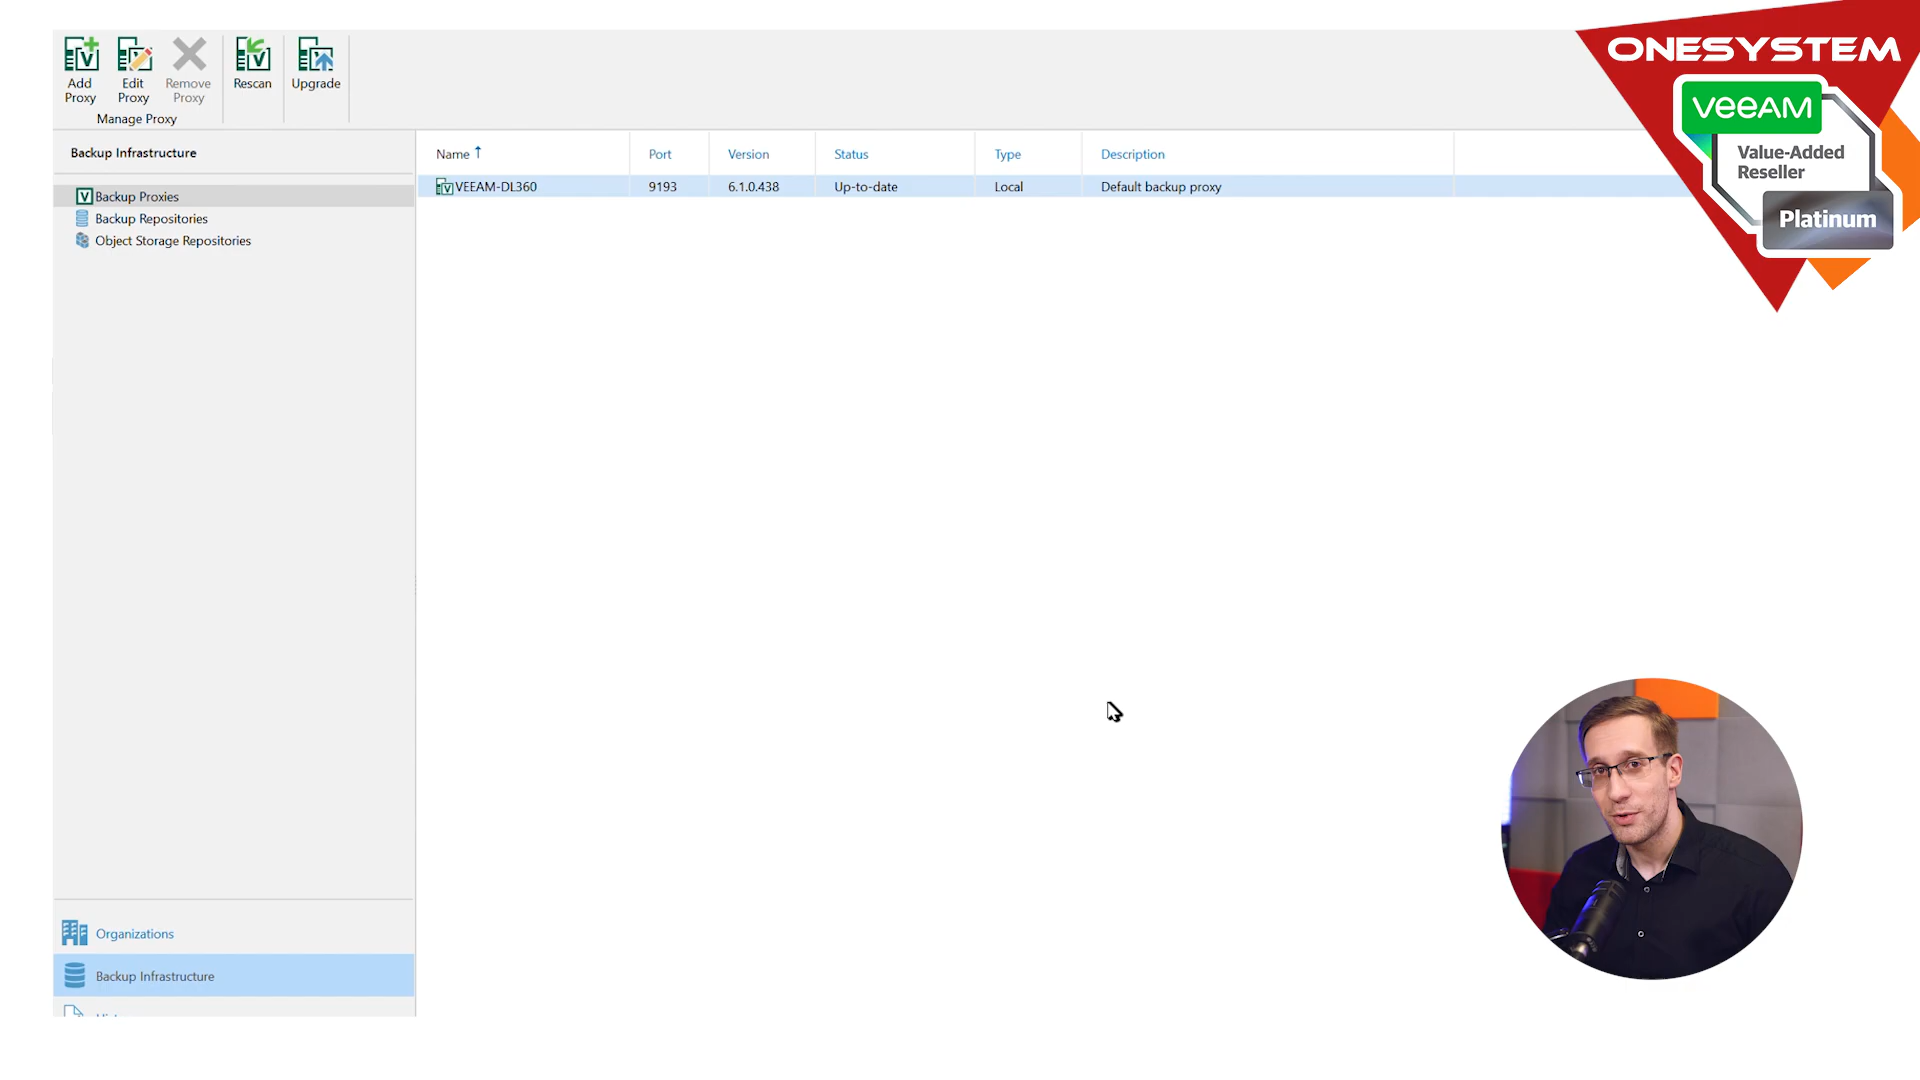 ONESYSTEM
veeAM
Value-Added
Reseller
Platinum
Add
Proxy
Edit
Proxy
Remove
Proxy
Rescan
Upgrade
Manage Proxy
Backup Infrastructure
Backup Proxies
Backup Repositories
Object Storage Repositories
Name Port Version Status Type Description
VEEAM-DL360 9193 6.1.0.438 Up-to-date Local Default backup proxy
Organizations
Backup Infrastructure